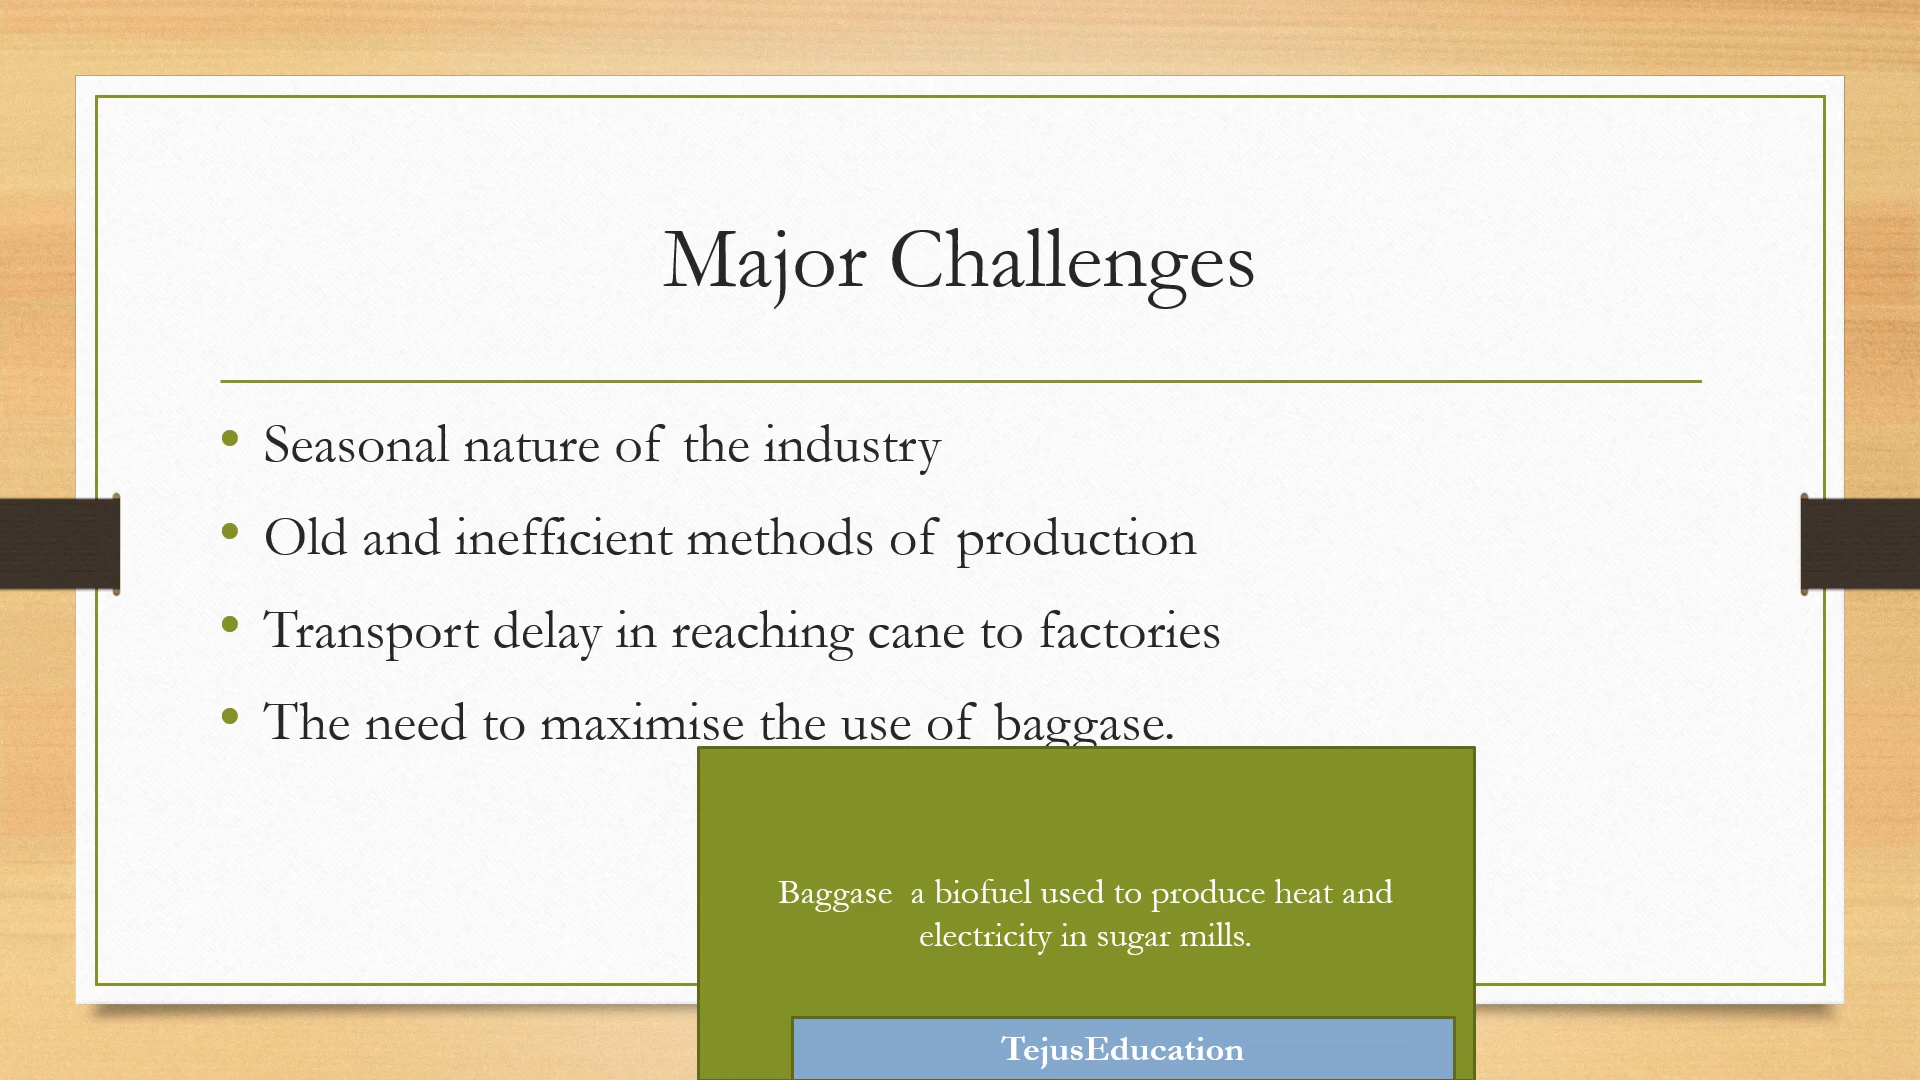 Major Challenges
• Seasonal nature of the industry
• Old and inefficient methods of production
• Transport delay in reaching cane to factories
• The need to maximise the use of baggase.
Baggase a biofuel used to produce heat and
electricity in sugar mills.
TejusEducation